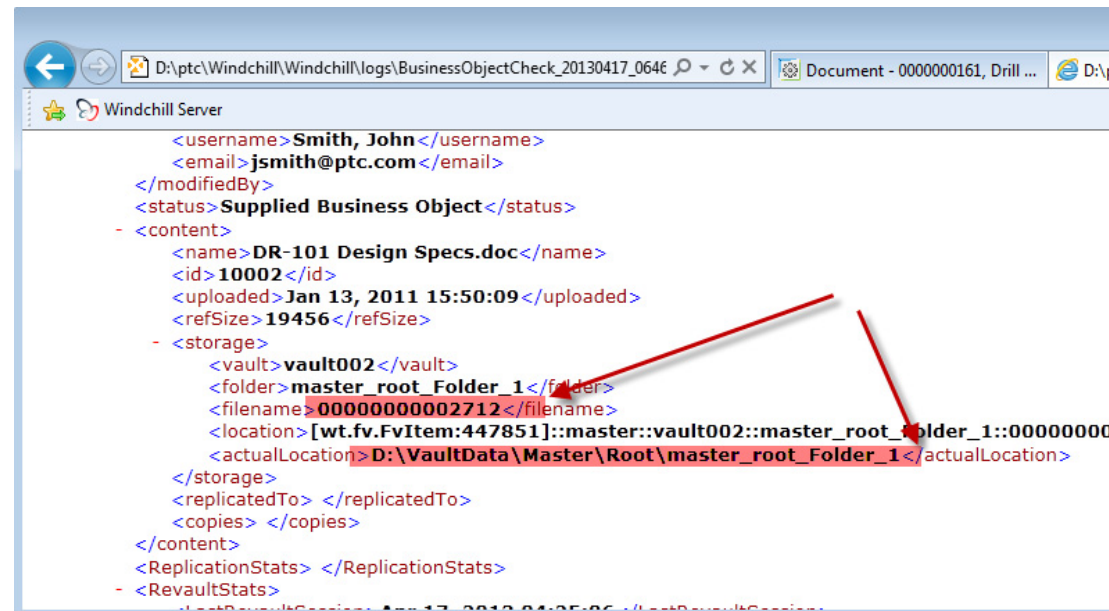 D:\ptc\Windchill\Windchill\logs\BusinessObjectCheck_20130417_0646
Document - 0000000161, Drill ...
D:\
Windchill Server
<username>Smith, John</username>
<email>jsmith@ptc.com</email>
</modifiedBy>
<status>Supplied Business Object</status>
- <content>
<name>DR-101 Design Specs.doc</name>
<id>10002</id>
<uploaded>Jan 13, 2011 15:50:09</uploaded>
<refSize>19456</refSize>
- <storage>
<vault>vault002</vault>
<folder>master_root_Folder_1</folder>
<filename>00000000002712</filename>
<location>[wt.fv.FvItem:447851]::master::vault002::master_root_Folder_1::0000000
<actualLocation>D:\VaultData\Master\Root\master_root_Folder_1</actualLocation>
</storage>
<replicatedTo> </replicatedTo>
<copies> </copies>
</content>
<ReplicationStats> </ReplicationStats>
- <RevaultStats>